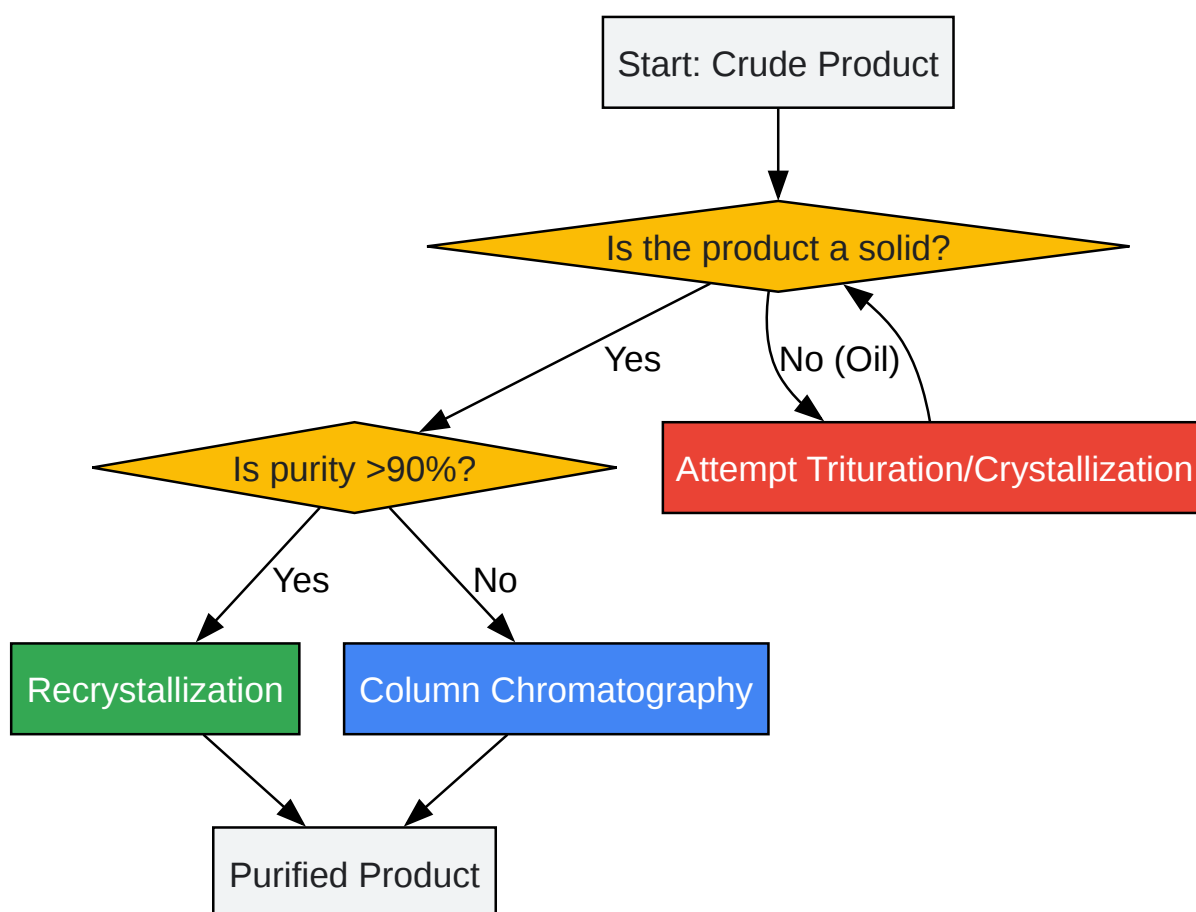 Start: Crude Product
Is the product a solid?
Yes
No (Oil)
Is purity >90%?
Attempt Trituration/Crystallization
Yes
No
Recrystallization
Column Chromatography
Purified Product